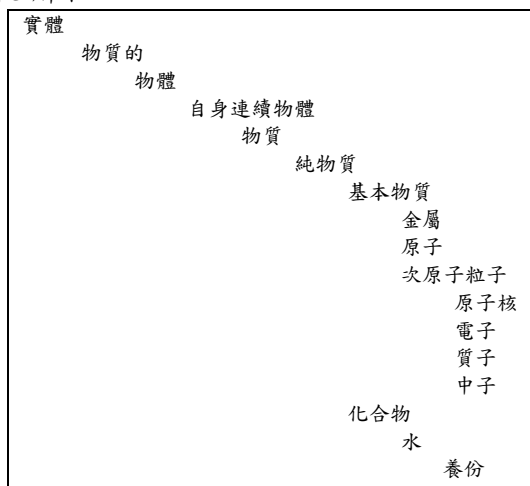 實體
物質的
物體
自身連續物體
物質
純物質
基本物質
金屬
原子
次原子粒子
原子核
電子
質子
中子
化合物
水
養份